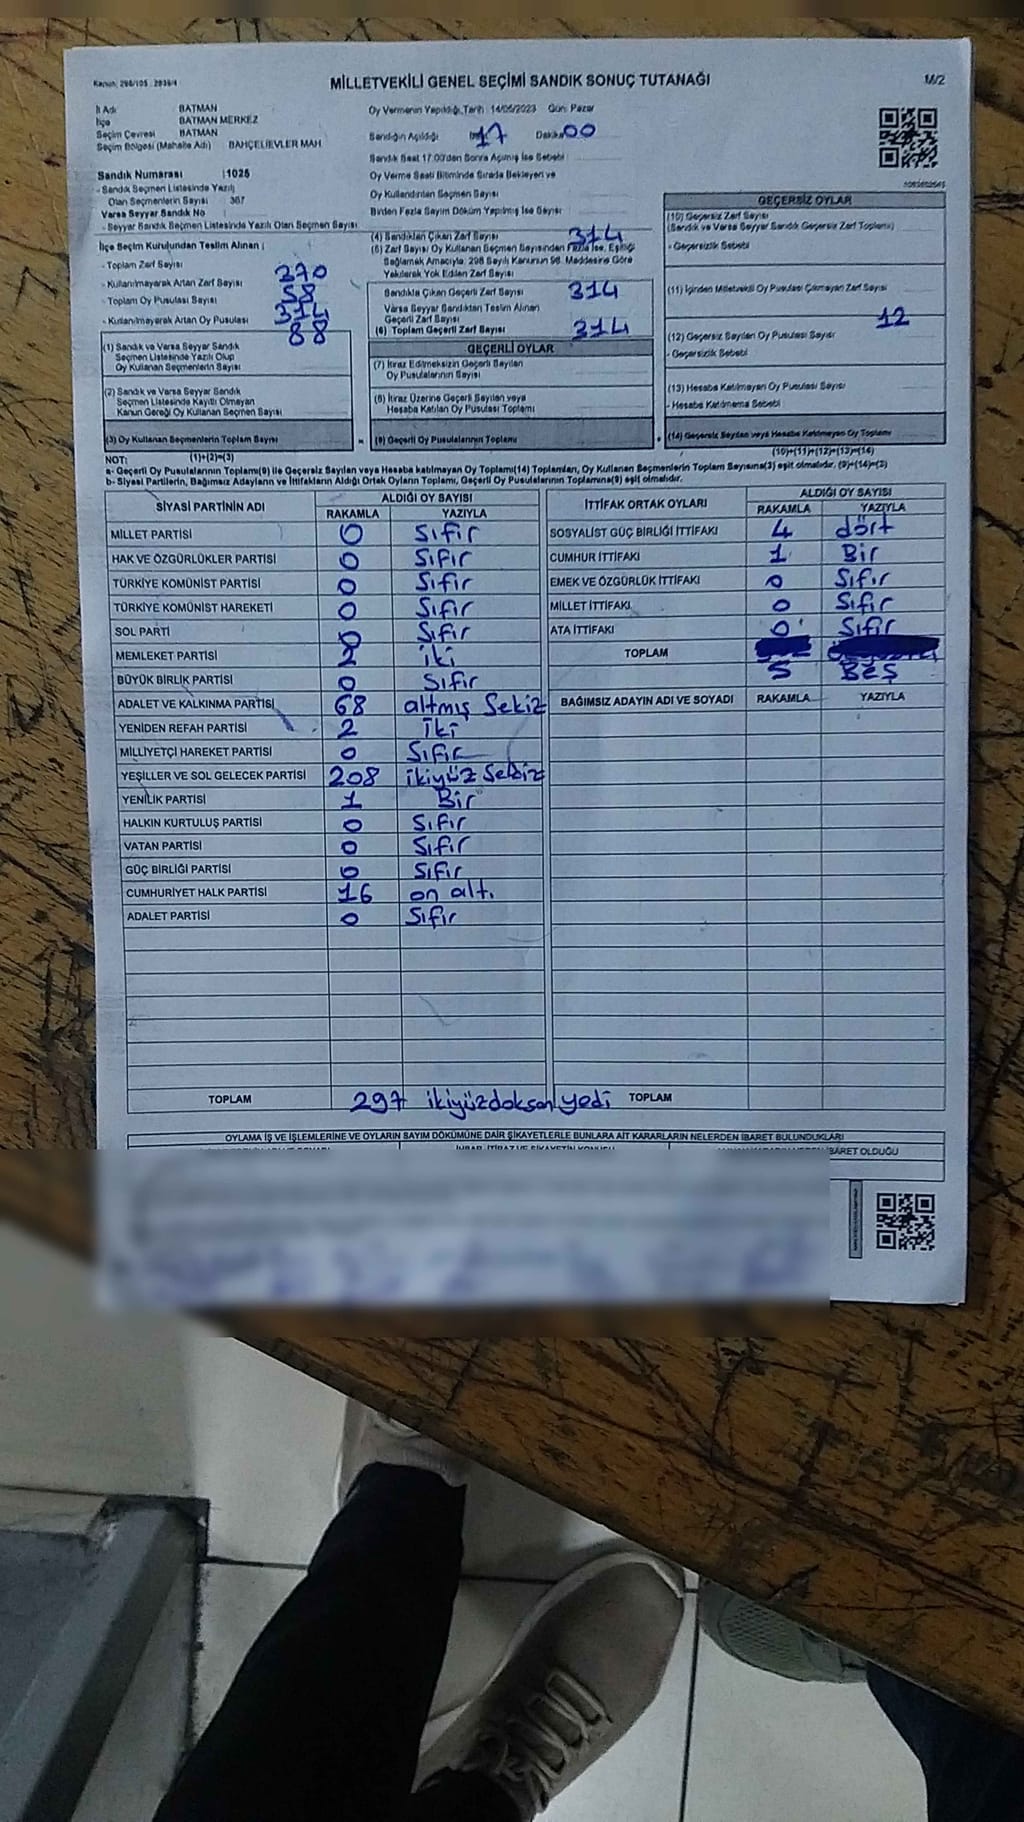 Kanun: 298/105 - 2839/4
MİLLETVEKİLİ GENEL SEÇİMİ SANDIK SONUÇ TUTANAĞI
M/2
İl Adı BATMAN
İlçe BATMAN MERKEZ
Seçim Çevresi BATMAN
Seçim Bölgesi (Mahalle Adı) BAHÇELİEVLER MAH.
Sandık Numarası 1025
- Sandık Seçmen Listesinde Yazılı
Olan Seçmenlerin Sayısı 367
Varsa Seyyar Sandık No
- Seyyar Sandık Seçmen Listesinde Yazılı Olan Seçmen Sayısı
Oy Vermenin Yapıldığı Tarih : 14/05/2023 Gün: Pazar
Sandığın Açıldığı 17 Dakika 00
Sandık Saat 17.00'den Sonra Açılmış İse Sebebi
Oy Verme Saati Bitiminde Sırada Bekleyen ve
Oy Kullandırılan Seçmen Sayısı
Birden Fazla Sayım Döküm Yapılmış İse Sayısı
İlçe Seçim Kurulundan Teslim Alınan :
- Toplam Zarf Sayısı 370
- Kullanılmayarak Artan Zarf Sayısı 58
- Toplam Oy Pusulası Sayısı 314
- Kullanılmayarak Artan Oy Pusulası 88
(1) Sandık ve Varsa Seyyar Sandık
Seçmen Listesinde Yazılı Olup
Oy Kullanan Seçmenlerin Sayısı
(2) Sandık ve Varsa Seyyar Sandık
Seçmen Listesinde Kayıtlı Olmayan
Kanun Gereği Oy Kullanan Seçmen Sayısı
(3) Oy Kullanan Seçmenlerin Toplam Sayısı
(1)+(2)=(3)
(4) Sandıktan Çıkan Zarf Sayısı 314
(5) Zarf Sayısı Oy Kullanan Seçmen Sayısından Fazla İse, Eşitliği
Sağlamak Amacıyla; 298 Sayılı Kanunun 98. Maddesine Göre
Yakılarak Yok Edilen Zarf Sayısı
Sandıkta Çıkan Geçerli Zarf Sayısı 314
Varsa Seyyar Sandıktan Teslim Alınan
Geçerli Zarf Sayısı
(6) Toplam Geçerli Zarf Sayısı 314
GEÇERLİ OYLAR
(7) İtiraz Edilmeksizin Geçerli Sayılan
Oy Pusulalarının Sayısı
(8) İtiraz Üzerine Geçerli Sayılan veya
Hesaba Katılan Oy Pusulası Toplamı
(9) Geçerli Oy Pusulalarının Toplamı
GEÇERSİZ OYLAR
(10) Geçersiz Zarf Sayısı
(Sandık ve Varsa Seyyar Sandık Geçersiz Zarf Toplamı)
- Geçersizlik Sebebi
(11) İçinden Milletvekili Oy Pusulası Çıkmayan Zarf Sayısı
12
(12) Geçersiz Sayılan Oy Pusulası Sayısı
- Geçersizlik Sebebi
(13) Hesaba Katılmayan Oy Pusulası Sayısı
- Hesaba Katılmama Sebebi
(14) Geçersiz Sayılan veya Hesaba Katılmayan Oy Toplamı
(10)+(11)+(12)+(13)=(14)
NOT:
a- Geçerli Oy Pusulalarının Toplamı(9) ile Geçersiz Sayılan veya Hesaba katılmayan Oy Toplamı(14) Toplamları, Oy Kullanan Seçmenlerin Toplam Sayısına(3) eşit olmalıdır. (9)+(14)=(3)
b- Siyasi Partilerin, Bağımsız Adayların ve İttifakların Aldığı Ortak Oyların Toplamı, Geçerli Oy Pusulalarının Toplamına(9) eşit olmalıdır.
SİYASİ PARTİNİN ADI ALDIĞI OY SAYISI
RAKAMLA YAZIYLA
MİLLET PARTİSİ 0 Sıfır
HAK VE ÖZGÜRLÜKLER PARTİSİ 0 Sıfır
TÜRKİYE KOMÜNİST PARTİSİ 0 Sıfır
TÜRKİYE KOMÜNİST HAREKETİ 0 Sıfır
SOL PARTİ 0 Sıfır
MEMLEKET PARTİSİ 2 iki
BÜYÜK BİRLİK PARTİSİ 0 Sıfır
ADALET VE KALKINMA PARTİSİ 68 altmış Sekiz
YENİDEN REFAH PARTİSİ 2 iki
MİLLİYETÇİ HAREKET PARTİSİ 0 Sıfır
YEŞİLLER VE SOL GELECEK PARTİSİ 208 ikiyüz Sekiz
YENİLİK PARTİSİ 1 Bir
HALKIN KURTULUŞ PARTİSİ 0 Sıfır
VATAN PARTİSİ 0 Sıfır
GÜÇ BİRLİĞİ PARTİSİ 0 Sıfır
CUMHURİYET HALK PARTİSİ 16 on altı
ADALET PARTİSİ 0 Sıfır
TOPLAM 297 ikiyüzdoksan yedi
İTTİFAK ORTAK OYLARI ALDIĞI OY SAYISI
RAKAMLA YAZIYLA
SOSYALİST GÜÇ BİRLİĞİ İTTİFAKI 4 dört
CUMHUR İTTİFAKI 1 Bir
EMEK VE ÖZGÜRLÜK İTTİFAKI 0 Sıfır
MİLLET İTTİFAKI 0 Sıfır
ATA İTTİFAKI 0 Sıfır
TOPLAM
5 Beş
BAĞIMSIZ ADAYIN ADI VE SOYADI RAKAMLA YAZIYLA
TOPLAM
OYLAMA İŞ VE İŞLEMLERİNE VE OYLARIN SAYIM DÖKÜMÜNE DAİR ŞİKAYETLERLE BUNLARA AİT KARARLARIN NELERDEN İBARET BULUNDUKLARI
BARET OLDUĞU